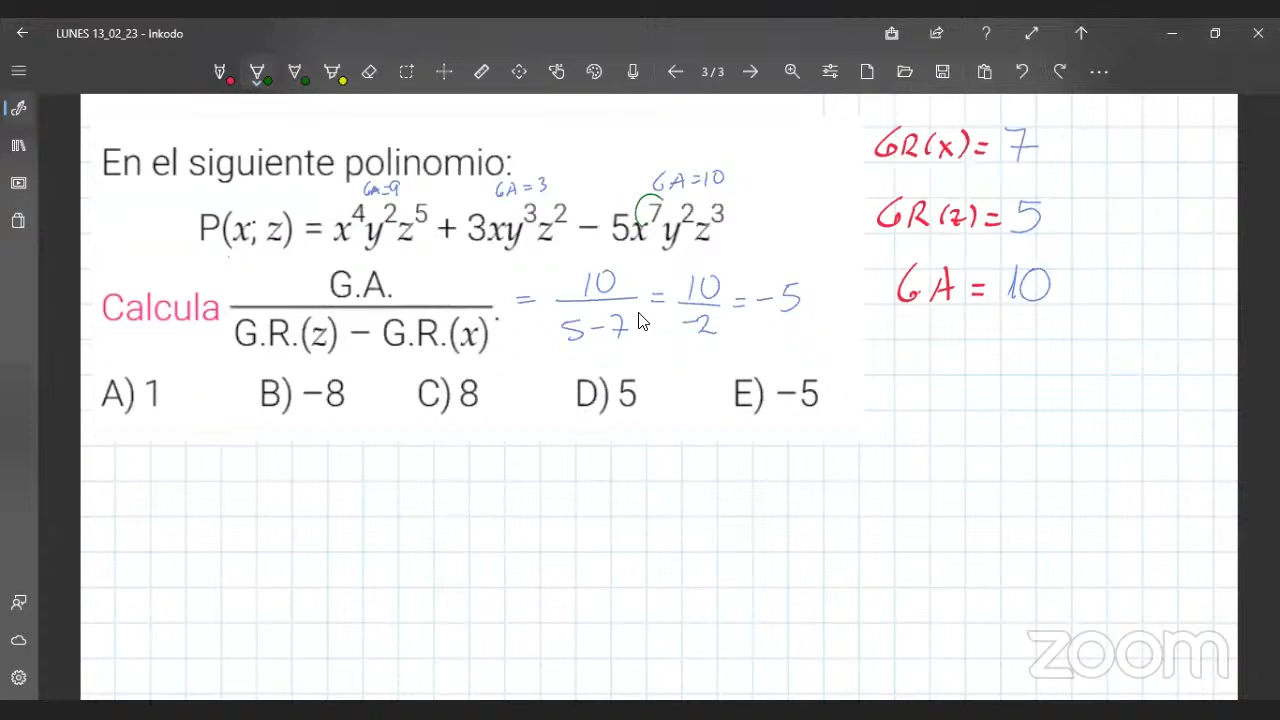 LUNES 13_02_23 - Inkodo
3/3
En el siguiente polinomio:
GA=9 GA=3 GA=10
P(x; z) = x⁴y²z⁵ + 3xy³z² − 5x⁷y²z³
Calcula G.A. / G.R.(z) − G.R.(x). = 10 / 5−7 = 10 / −2 = −5
A) 1 B) −8 C) 8 D) 5 E) −5
GR(x)= 7
GR(z)= 5
GA = 10
zoom